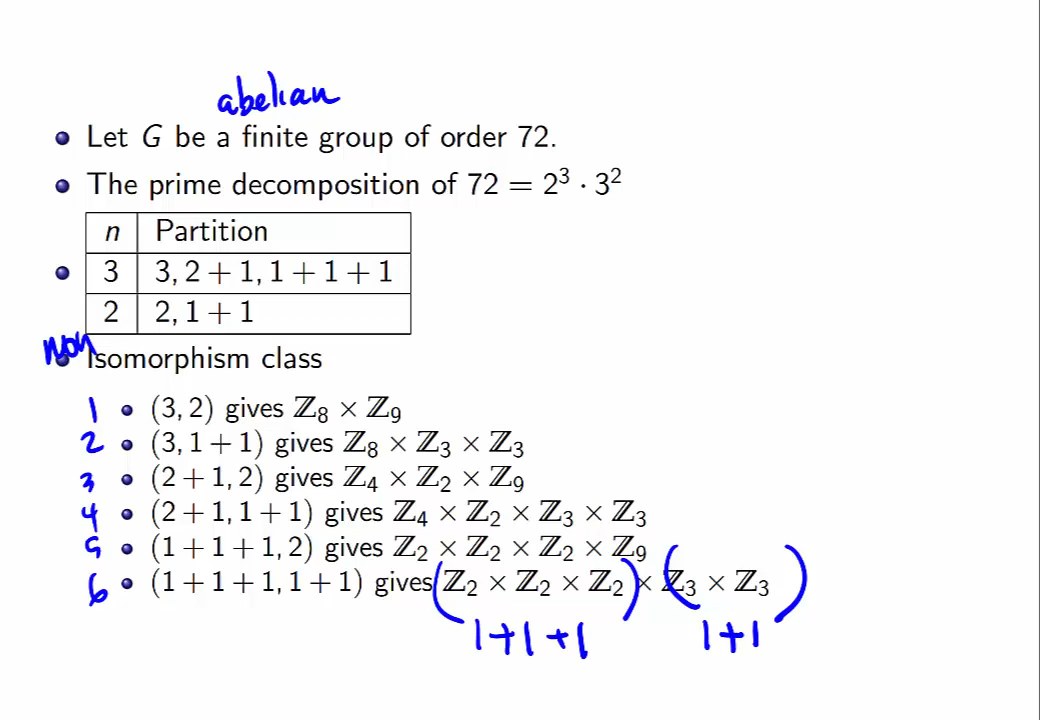 abelian
• Let G be a finite group of order 72.
• The prime decomposition of 72 = 2³ · 3²
n Partition
• 3 3, 2 + 1, 1 + 1 + 1
2 2, 1 + 1
non
• Isomorphism class
1 • (3, 2) gives ℤ₈ × ℤ₉
2 • (3, 1 + 1) gives ℤ₈ × ℤ₃ × ℤ₃
3 • (2 + 1, 2) gives ℤ₄ × ℤ₂ × ℤ₉
4 • (2 + 1, 1 + 1) gives ℤ₄ × ℤ₂ × ℤ₃ × ℤ₃
5 • (1 + 1 + 1, 2) gives ℤ₂ × ℤ₂ × ℤ₂ × ℤ₉
6 • (1 + 1 + 1, 1 + 1) gives (ℤ₂ × ℤ₂ × ℤ₂) × (ℤ₃ × ℤ₃)
1+1+1 1+1